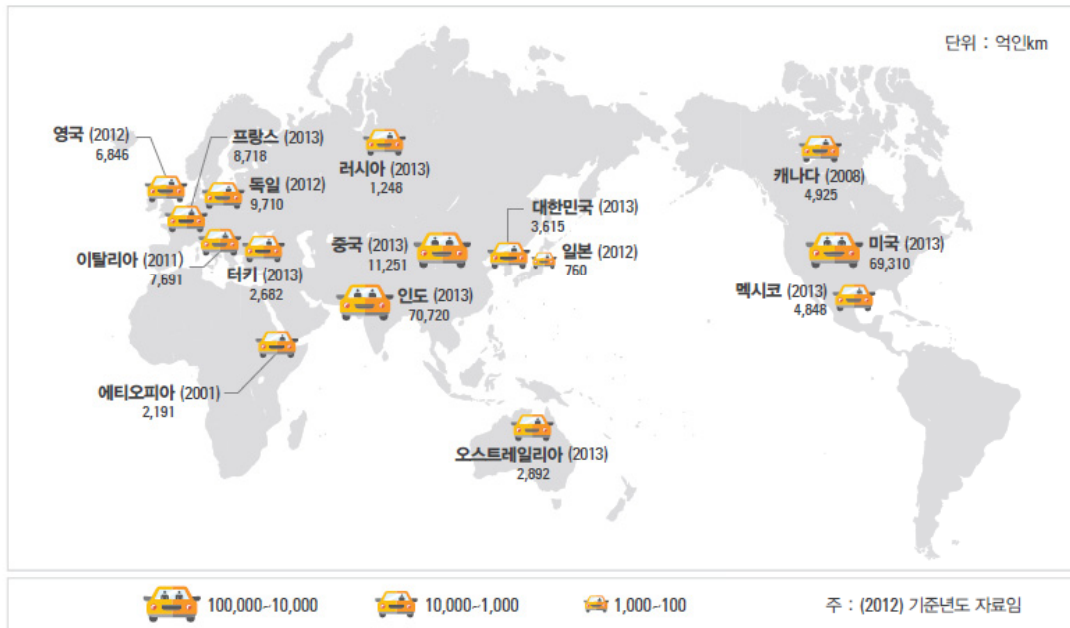 단위 : 억인km
영국 (2012)
6,846
프랑스 (2013)
8,718
독일 (2012)
9,710
러시아 (2013)
1,248
캐나다 (2008)
4,925
대한민국 (2013)
3,615
이탈리아 (2011)
7,691
터키 (2013)
2,682
중국 (2013)
11,251
일본 (2012)
760
미국 (2013)
69,310
인도 (2013)
70,720
멕시코 (2013)
4,848
에티오피아 (2001)
2,191
오스트레일리아 (2013)
2,892
100,000~10,000
10,000~1,000
1,000~100
주 : (2012) 기준년도 자료임